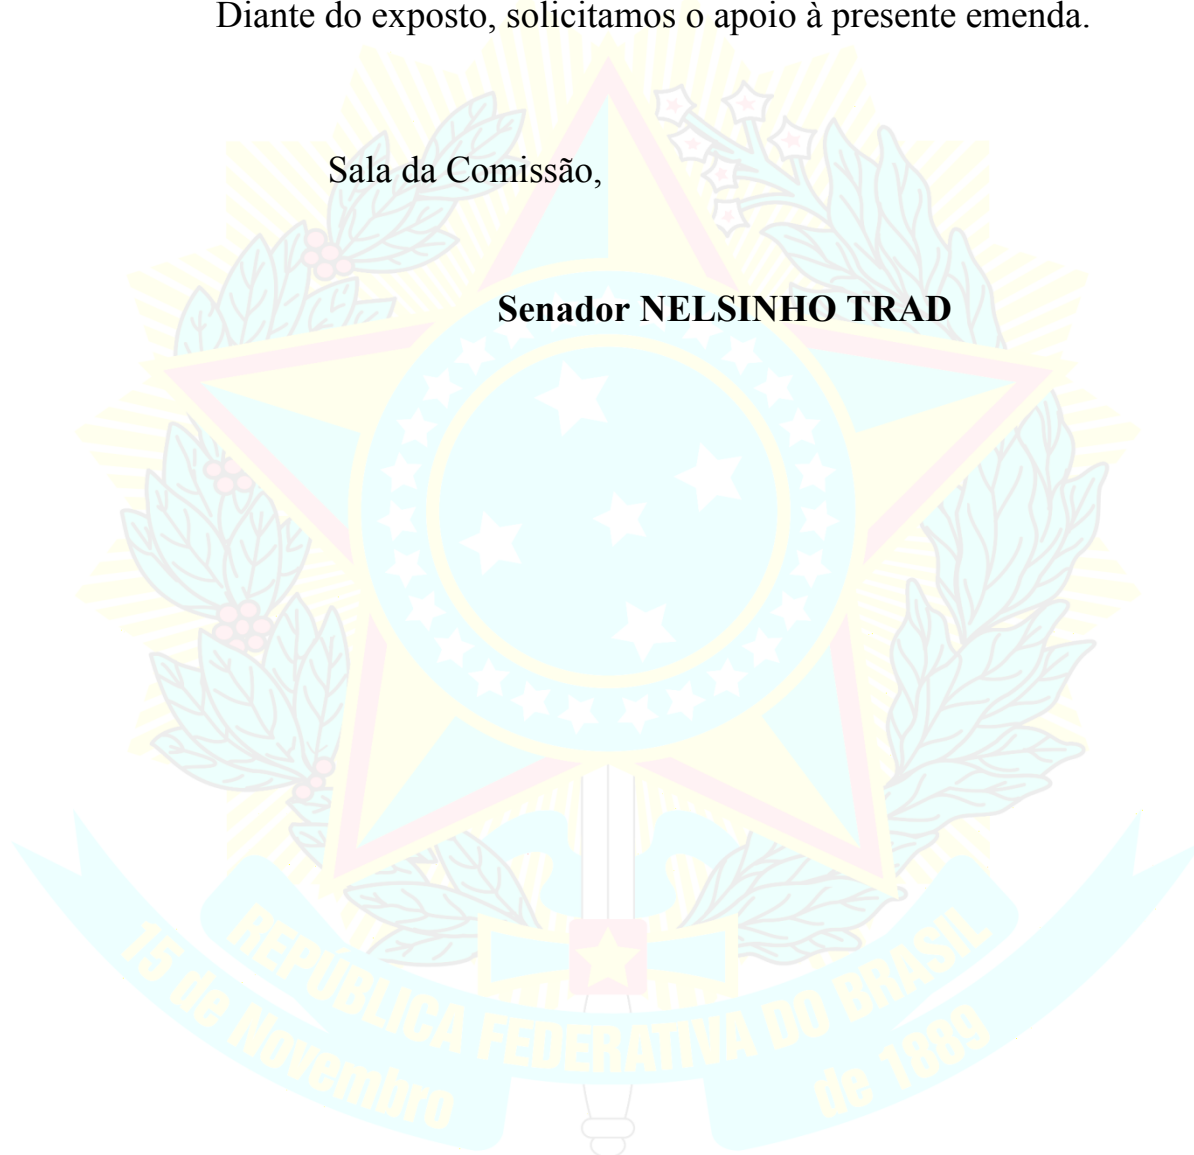 Diante do exposto, solicitamos o apoio à presente emenda.
Sala da Comissão,
Senador NELSINHO TRAD
REPÚBLICA FEDERATIVA DO BRASIL
15 de Novembro
de 1889